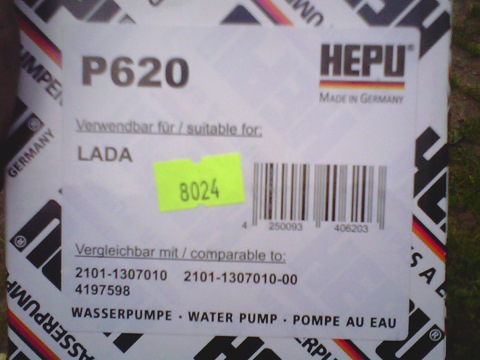 P620
HEPU®
MADE IN GERMANY
Verwendbar für / suitable for:
LADA
8024
4 250093 406203
Vergleichbar mit / comparable to:
2101-1307010 2101-1307010-00
4197598
WASSERPUMPE · WATER PUMP · POMPE AU EAU
GERMANY